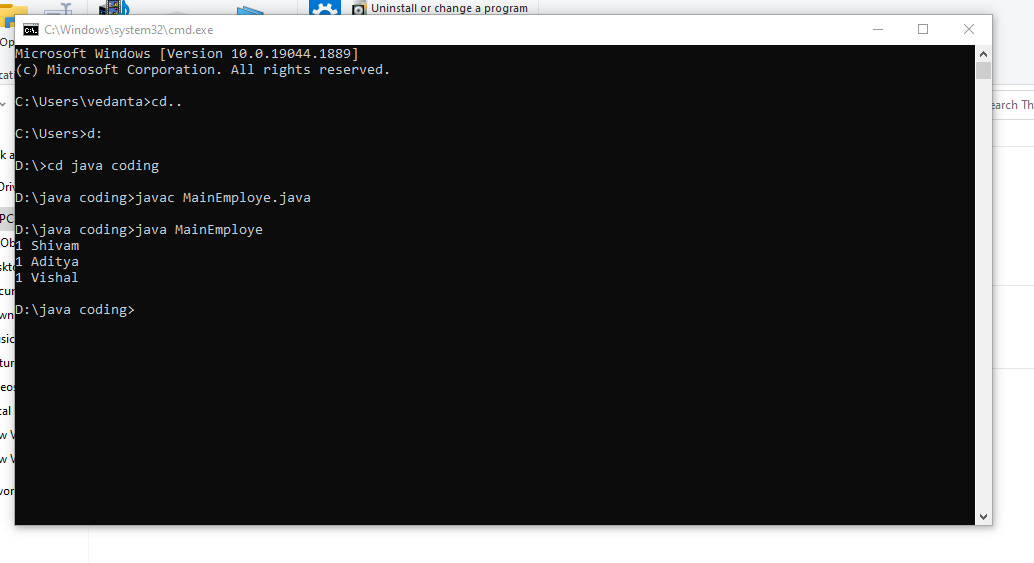 Uninstall or change a program
C:\Windows\system32\cmd.exe
Microsoft Windows [Version 10.0.19044.1889]
(c) Microsoft Corporation. All rights reserved.
C:\Users\vedanta>cd..
C:\Users>d:
D:\>cd java coding
D:\java coding>javac MainEmploye.java
D:\java coding>java MainEmploye
1 Shivam
1 Aditya
1 Vishal
D:\java coding>